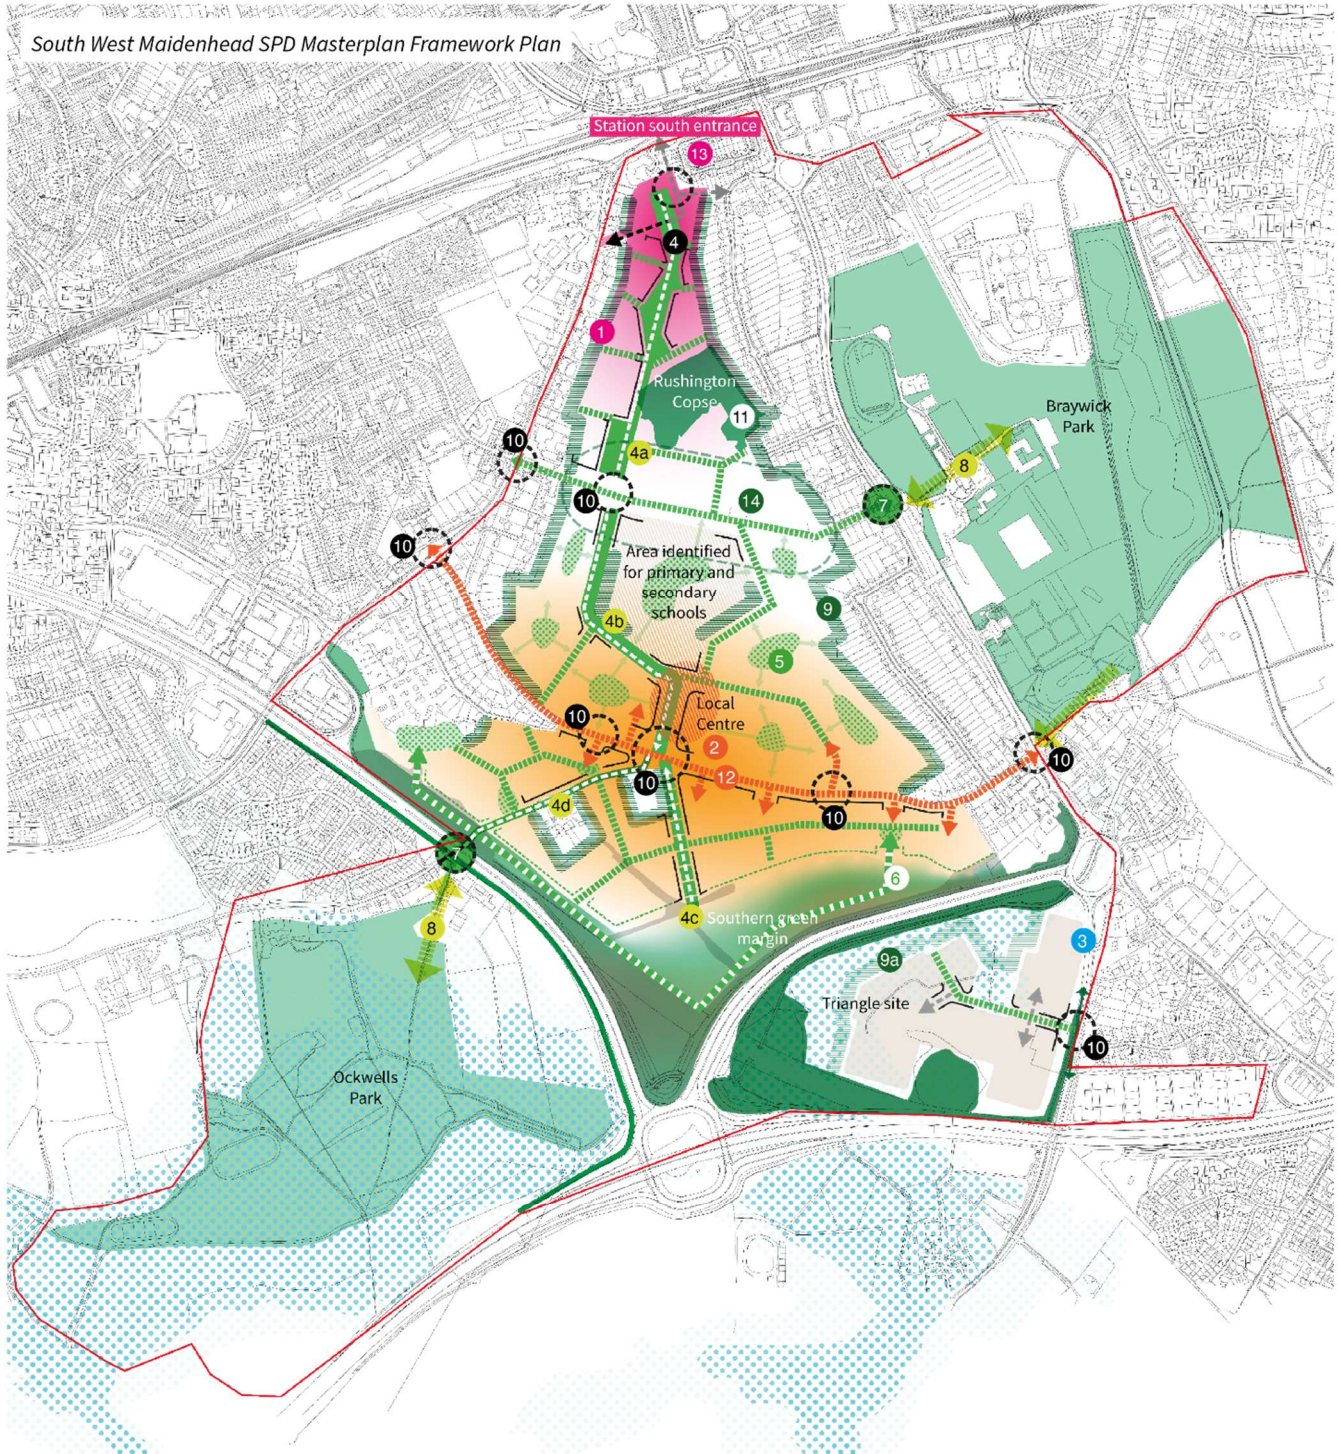 South West Maidenhead SPD Masterplan Framework Plan
Station south entrance
13
4
1
Rushington
Copse
11
Braywick
Park
10
4a
8
10
14
7
10
Area identified
for primary and
secondary
schools
9
4b
5
Local
Centre
10
2
12
10
10
4d
10
7
6
4c
Southern green
margin
8
3
9a
Triangle site
10
Ockwells
Park